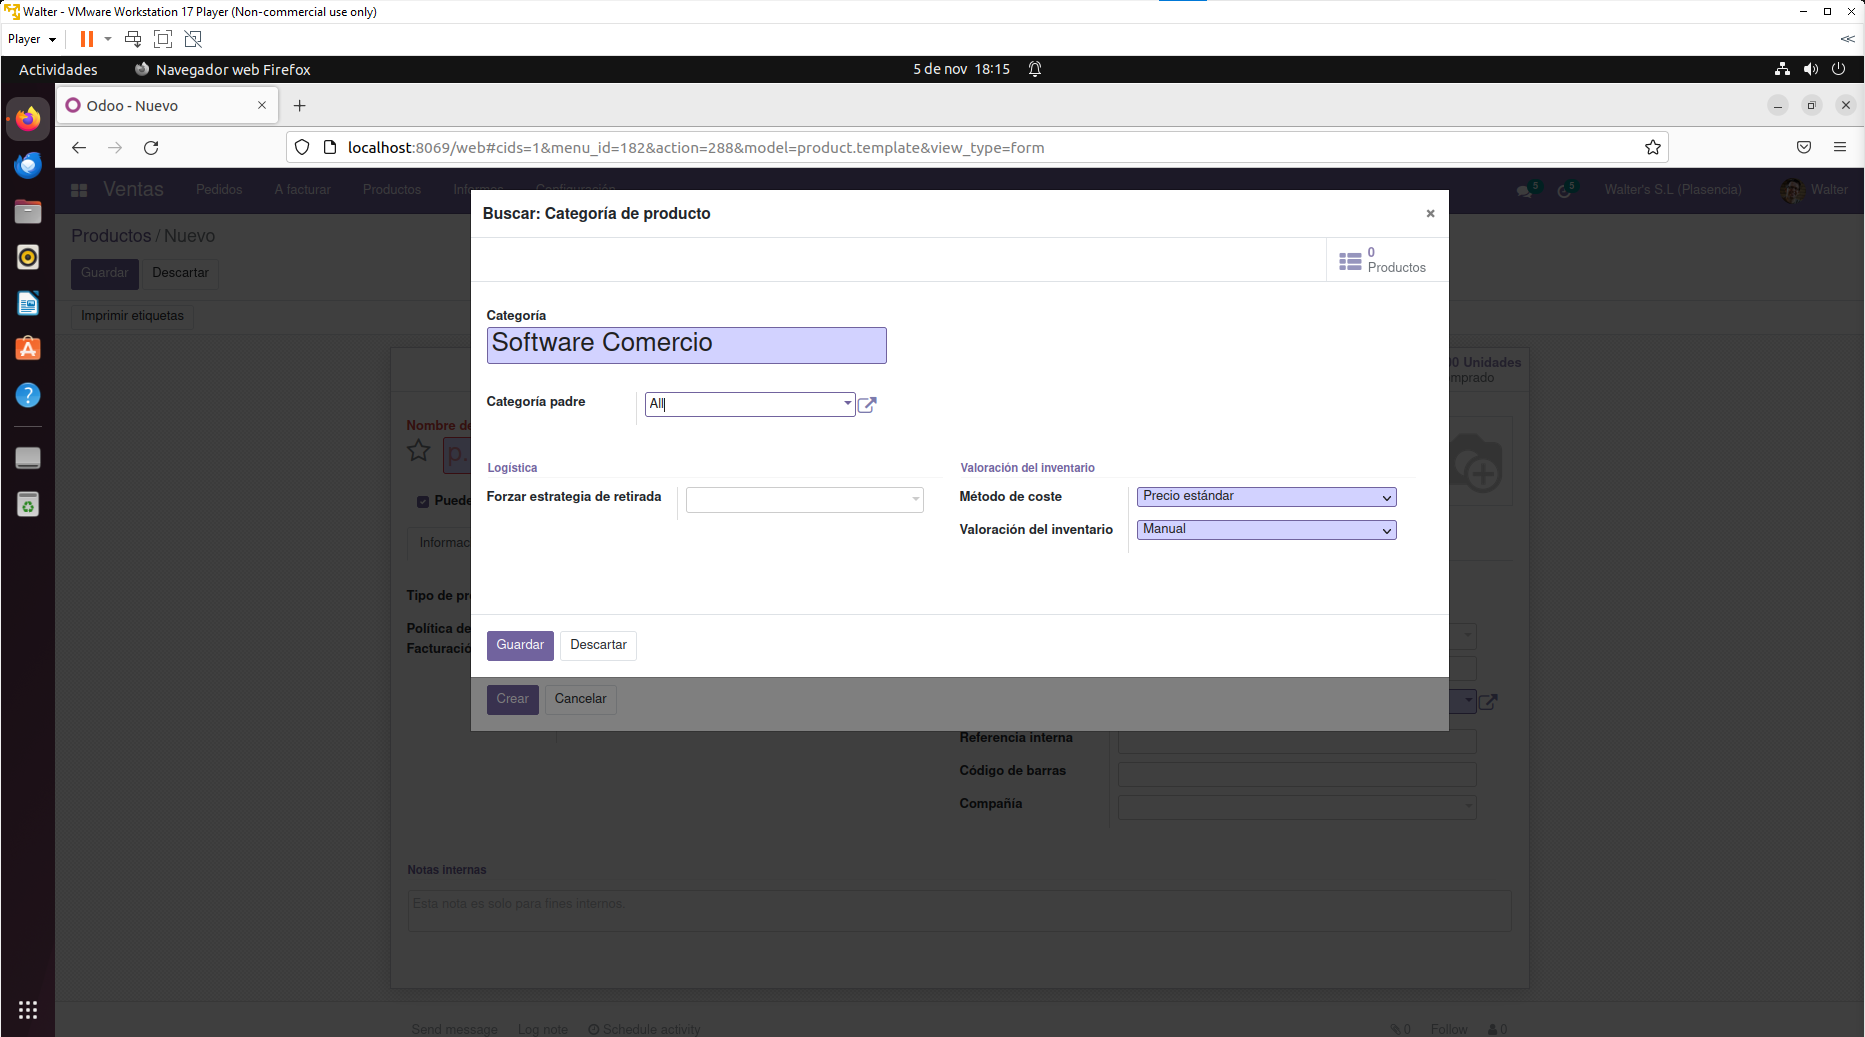 Walter - VMware Workstation 17 Player (Non-commercial use only)
Player
Actividades
Navegador web Firefox
5 de nov 18:15
Odoo - Nuevo
localhost:8069/web#cids=1&menu_id=182&action=288&model=product.template&view_type=form
Ventas
Pedidos
A facturar
Productos
Informes
Configuración
5
5
Walter's S.L (Plasencia)
Walter
Productos / Nuevo
Guardar
Descartar
Imprimir etiquetas
Buscar: Categoría de producto
0
Productos
Categoría
Software Comercio
Categoría padre
All
Logística
Valoración del inventario
Forzar estrategia de retirada
Método de coste
Precio estándar
Valoración del inventario
Manual
Guardar
Descartar
Crear
Cancelar
00 Unidades
mprado
Nombre de
p.
Puede
Informac
Tipo de pr
Política de
Facturació
Referencia interna
Código de barras
Compañía
Notas internas
Esta nota es solo para fines internos.
Send message
Log note
Schedule activity
0
Follow
0